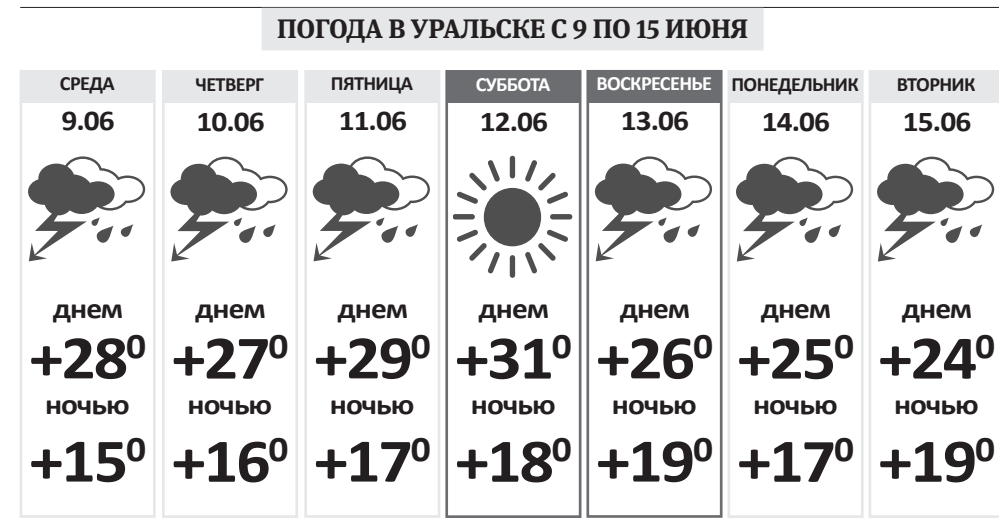 ПОГОДА В УРАЛЬСКЕ С 9 ПО 15 ИЮНЯ
СРЕДА
9.06
днем
+28⁰
ночью
+15⁰
ЧЕТВЕРГ
10.06
днем
+27⁰
ночью
+16⁰
ПЯТНИЦА
11.06
днем
+29⁰
ночью
+17⁰
СУББОТА
12.06
днем
+31⁰
ночью
+18⁰
ВОСКРЕСЕНЬЕ
13.06
днем
+26⁰
ночью
+19⁰
ПОНЕДЕЛЬНИК
14.06
днем
+25⁰
ночью
+17⁰
ВТОРНИК
15.06
днем
+24⁰
ночью
+19⁰